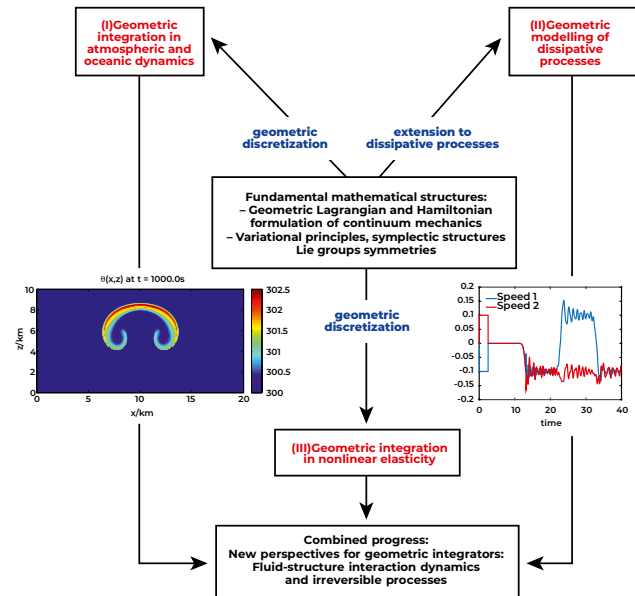 (I)Geometric
integration in
atmospheric and
oceanic dynamics
(II)Geometric
modelling of
dissipative
processes
geometric
discretization
extension to
dissipative processes
Fundamental mathematical structures:
– Geometric Lagrangian and Hamiltonian
formulation of continuum mechanics
– Variational principles, symplectic structures
Lie groups symmetries
θ(x,z) at t = 1000.0s
10
8
6
4
2
0
z/km
0
5
10
15
20
x/km
302.5
302
301.5
301
300.5
300
geometric
discretization
0.2
0.15
0.1
0.05
0
-0.05
-0.1
-0.15
-0.2
Speed 1
Speed 2
0
10
20
30
40
time
(III)Geometric integration
in nonlinear elasticity
Combined progress:
New perspectives for geometric integrators:
Fluid-structure interaction dynamics
and irreversible processes